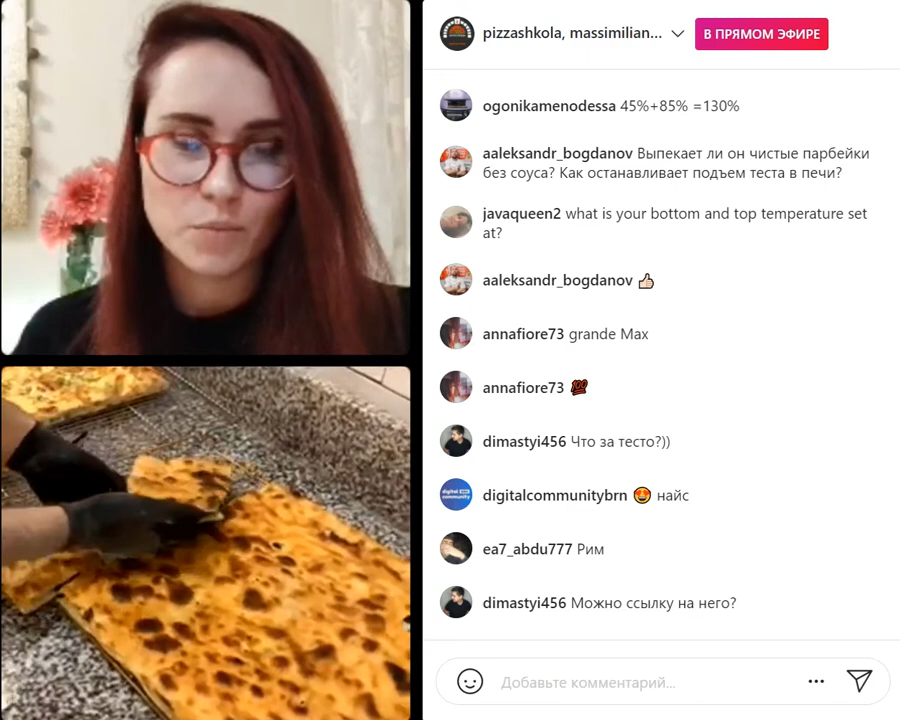 pizzashkola, massimilian...
В ПРЯМОМ ЭФИРЕ
ogonikamenodessa 45%+85% =130%
aaleksandr_bogdanov Выпекает ли он чистые парбейки
без соуса? Как останавливает подъем теста в печи?
javaqueen2 what is your bottom and top temperature set
at?
aaleksandr_bogdanov 👍🏻
annafiore73 grande Max
annafiore73 💯
dimastyi456 Что за тесто?))
digital community
digitalcommunitybrn 😍 найс
ea7_abdu777 Рим
dimastyi456 Можно ссылку на него?
Добавьте комментарий...